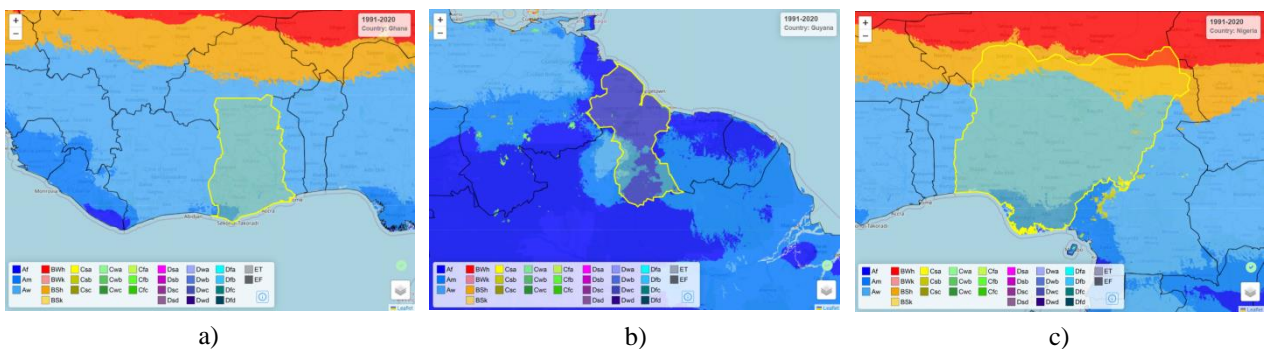 +
−
1991-2020
Country: Ghana
Monrovia
Abidjan
Accra
Af
Am
Aw
BWh
BWk
BSh
BSk
Csa
Csb
Csc
Cwa
Cwb
Cwc
Cfa
Cfb
Cfc
Dsa
Dsb
Dsc
Dsd
Dwa
Dwb
Dwc
Dwd
Dfa
Dfb
Dfc
Dfd
ET
EF
Leaflet
a)
+
−
1991-2020
Country: Guyana
Af
Am
Aw
BWh
BWk
BSh
BSk
Csa
Csb
Csc
Cwa
Cwb
Cwc
Cfa
Cfb
Cfc
Dsa
Dsb
Dsc
Dsd
Dwa
Dwb
Dwc
Dwd
Dfa
Dfb
Dfc
Dfd
ET
EF
Leaflet
b)
+
−
1991-2020
Country: Nigeria
Accra
Af
Am
Aw
BWh
BWk
BSh
BSk
Csa
Csb
Csc
Cwa
Cwb
Cwc
Cfa
Cfb
Cfc
Dsa
Dsb
Dsc
Dsd
Dwa
Dwb
Dwc
Dwd
Dfa
Dfb
Dfc
Dfd
ET
EF
Leaflet
c)